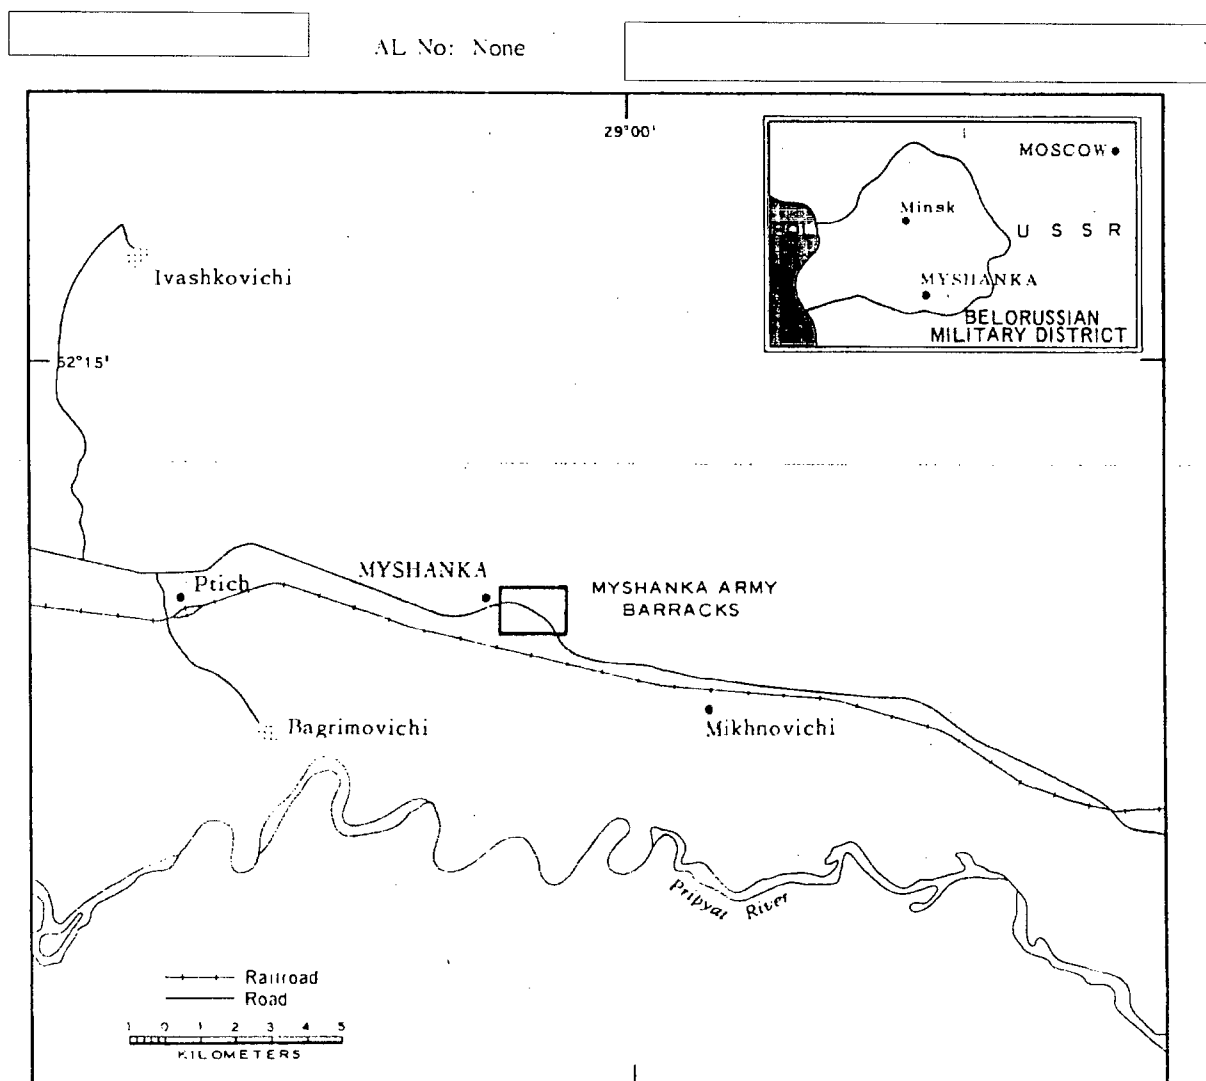 AL No: None
29°00'
MOSCOW
Minsk
U S S R
MYSHANKA
BELORUSSIAN
MILITARY DISTRICT
Ivashkovichi
52°15'
Ptich
MYSHANKA
MYSHANKA ARMY
BARRACKS
Bagrimovichi
Mikhnovichi
Pripyat River
Railroad
Road
1 0 1 2 3 4 5
KILOMETERS